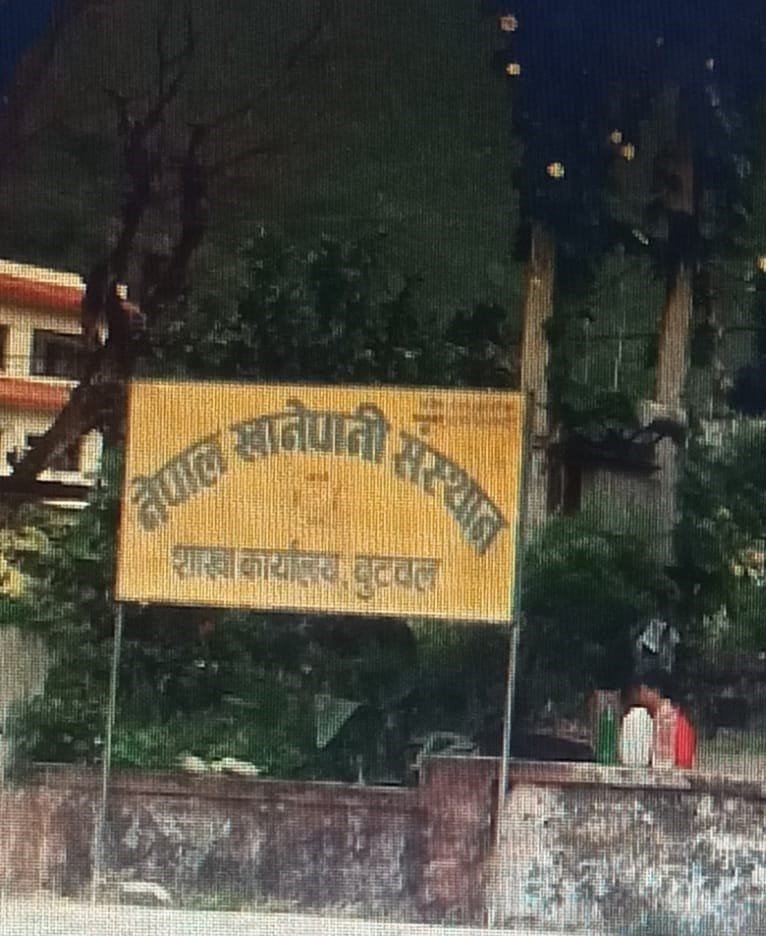 नेपाल खानेपानी संस्थान
शाखा कार्यालय, बुटवल